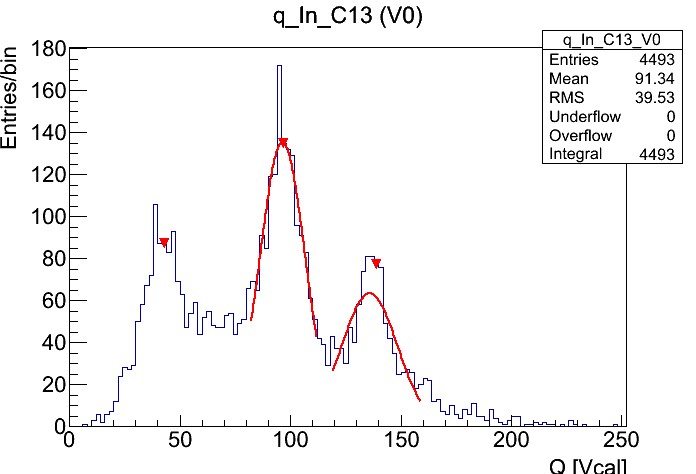 q_In_C13 (V0)
q_In_C13_V0
Entries 4493
Mean 91.34
RMS 39.53
Underflow 0
Overflow 0
Integral 4493
Entries/bin
180
160
140
120
100
80
60
40
20
0
0 50 100 150 200 250
Q [Vcal]